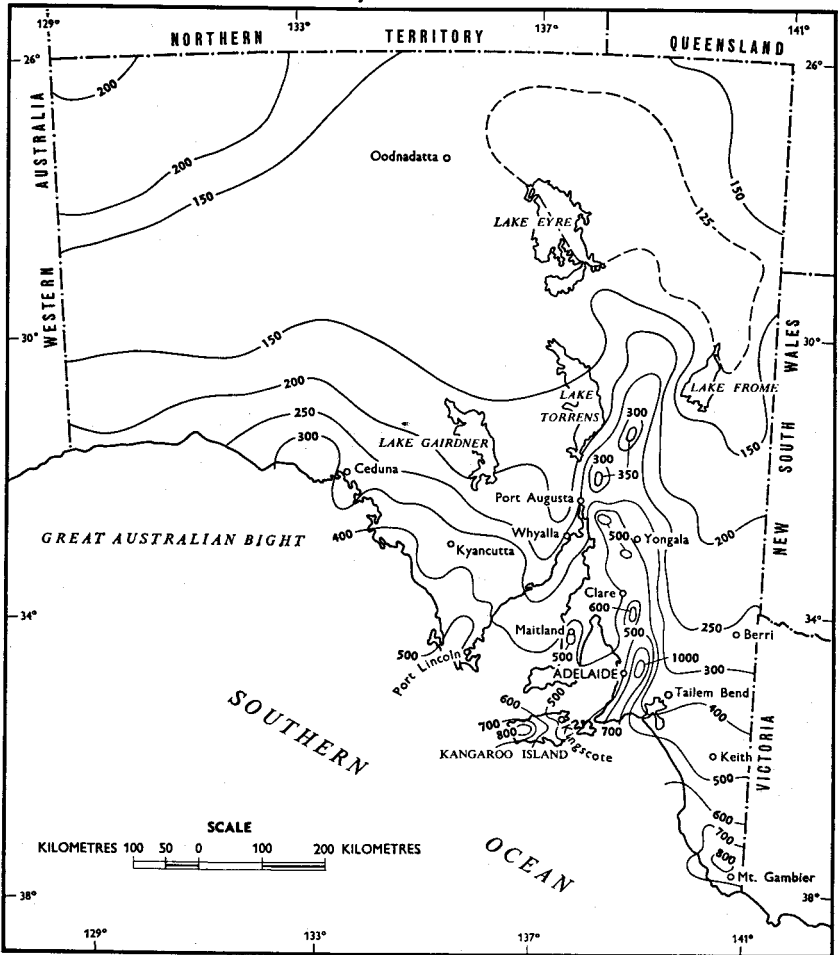 129° 133° 137° 141°
NORTHERN TERRITORY QUEENSLAND
26° 26°
200
WESTERN AUSTRALIA
200
150
Oodnadatta
150
125
LAKE EYRE
30° 30°
150
NEW SOUTH WALES
LAKE TORRENS
LAKE FROME
200
250
300
LAKE GAIRDNER
300
150
Ceduna
300
350
Port Augusta
GREAT AUSTRALIAN BIGHT
400
Kyancutta
Whyalla
500
Yongala
200
Clare
600
34° 34°
250
Berri
Maitland
500
500
500
Port Lincoln
ADELAIDE
1000
300
Tailem Bend
400
SOUTHERN
600
500
700
800
Kingscote
700
KANGAROO ISLAND
Keith
500
VICTORIA
600
700
800
Mt. Gambier
SCALE
KILOMETRES 100 50 0 100 200 KILOMETRES
OCEAN
38° 38°
129° 133° 137° 141°